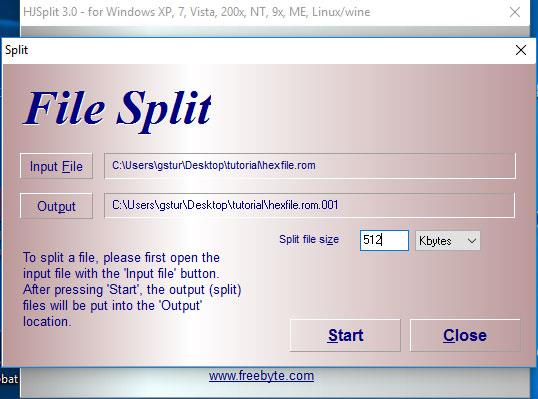 HJSplit 3.0 - for Windows XP, 7, Vista, 200x, NT, 9x, ME, Linux/wine
Split
File Split
Input File
C:\Users\gstur\Desktop\tutorial\hexfile.rom
Output
C:\Users\gstur\Desktop\tutorial\hexfile.rom.001
Split file size
512
Kbytes
To split a file, please first open the
input file with the 'Input file' button.
After pressing 'Start', the output (split)
files will be put into the 'Output'
location.
Start
Close
obat
www.freebyte.com